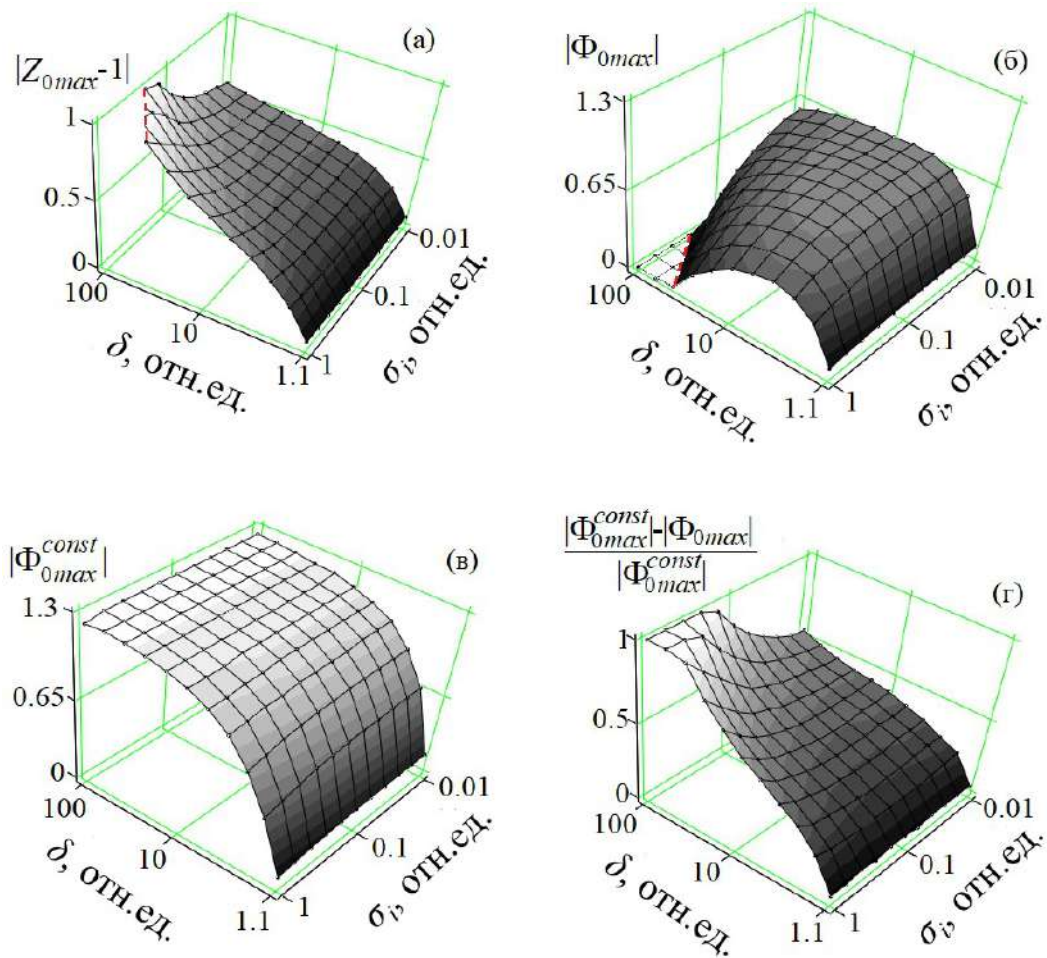 (а)
|Z0max-1|
1
0.5
0
100
10
1.1
1
0.1
0.01
δ, отн.ед.
σi, отн.ед.
(б)
|Φ0max|
1.3
0.65
0
100
10
1.1
1
0.1
0.01
δ, отн.ед.
σi, отн.ед.
(в)
|Φ0max^const|
1.3
0.65
0
100
10
1.1
1
0.1
0.01
δ, отн.ед.
σi, отн.ед.
(г)
|Φ0max^const|-|Φ0max|
|Φ0max^const|
1
0.5
0
100
10
1.1
1
0.1
0.01
δ, отн.ед.
σi, отн.ед.